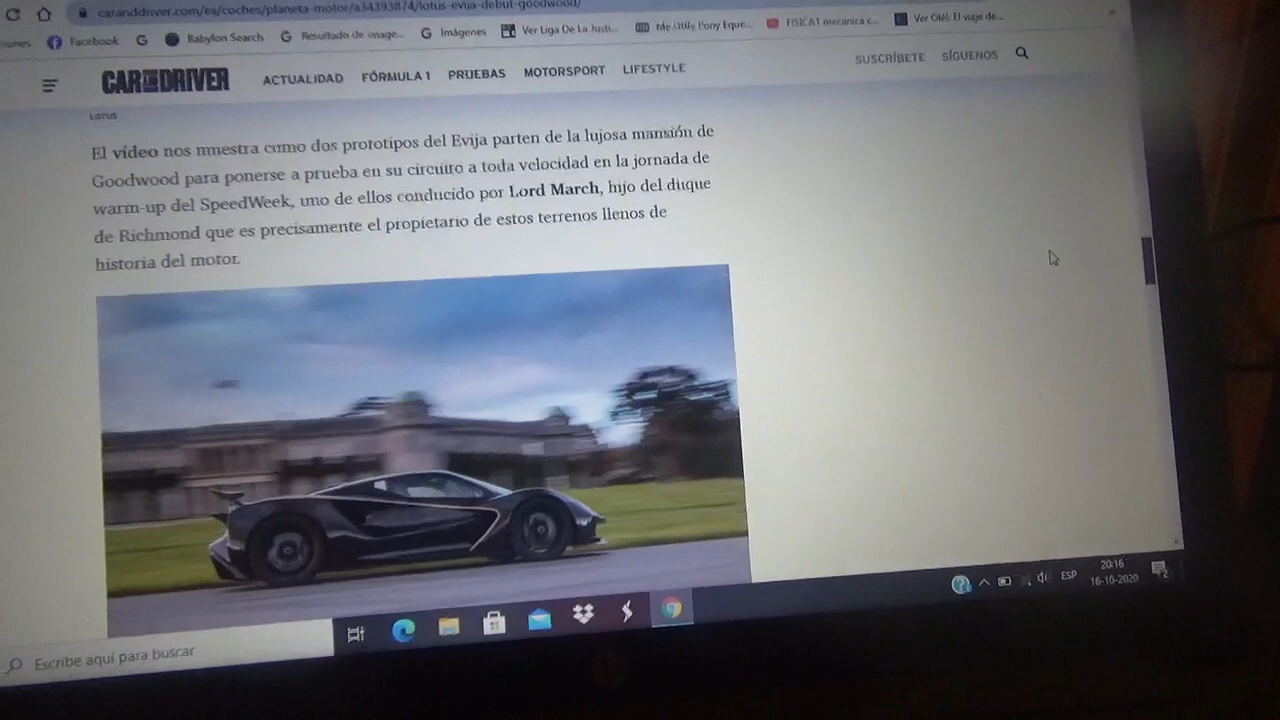 caranddriver.com/es/coches/planeta-motor/a34393874/lotus-evija-debut-goodwood/
Facebook
Babylon Search
Resultado de image...
Imágenes
Ver Liga De La Justi...
My Little Pony Eque...
FISICA1 mecanica c...
Ver Olé: El viaje de...
CAR AND DRIVER
ACTUALIDAD
FÓRMULA 1
PRUEBAS
MOTORSPORT
LIFESTYLE
SUSCRÍBETE
SÍGUENOS
LOTUS
El vídeo nos muestra cómo dos prototipos del Evija parten de la lujosa mansión de
Goodwood para ponerse a prueba en su circuito a toda velocidad en la jornada de
warm-up del SpeedWeek, uno de ellos conducido por Lord March, hijo del duque
de Richmond que es precisamente el propietario de estos terrenos llenos de
historia del motor.
ESP
20:16
16-10-2020
2
Escribe aquí para buscar